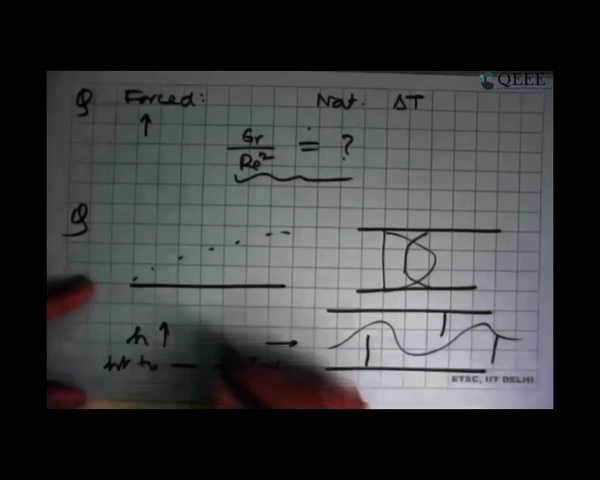 QEEE
Q Forced: Nat. ΔT
↑
Gr/Re² = ?
Q
h ↑ →
ETSC, IIT DELHI